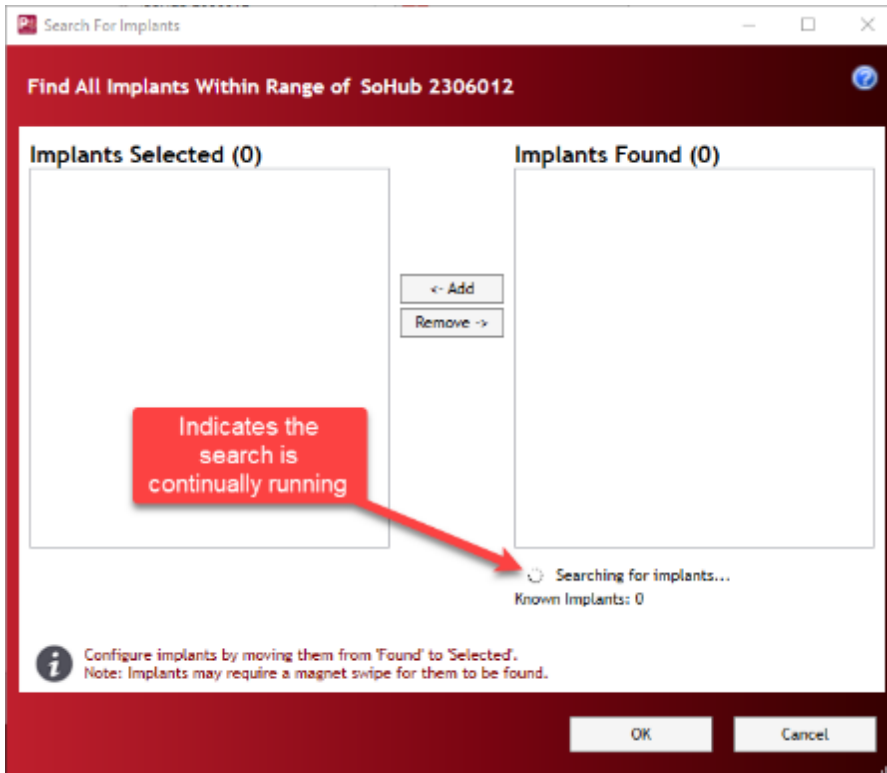 Search For Implants
Find All Implants Within Range of SoHub 2306012
Implants Selected (0)
Implants Found (0)
<- Add
Remove ->
Indicates the
search is
continually running
Searching for implants...
Known Implants: 0
Configure implants by moving them from 'Found' to 'Selected'.
Note: Implants may require a magnet swipe for them to be found.
OK
Cancel